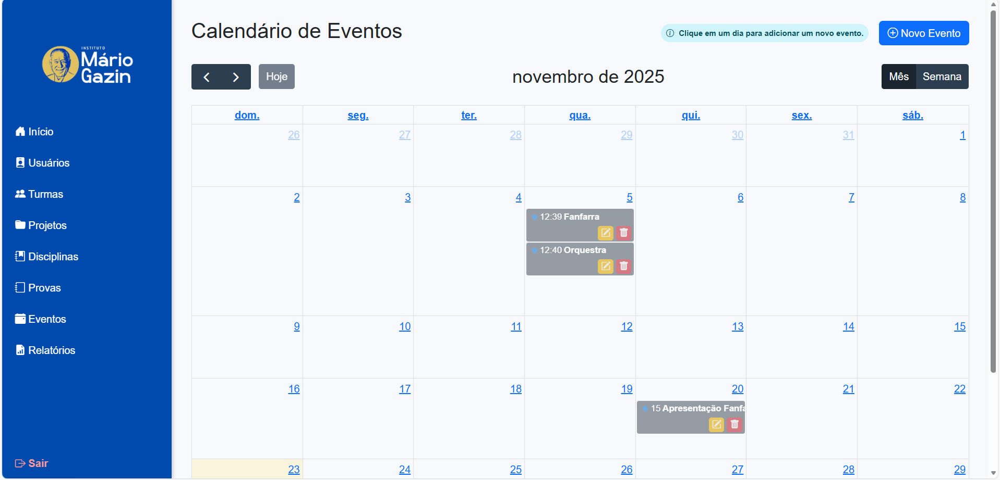 INSTITUTO
Mário
Gazin
Início
Usuários
Turmas
Projetos
Disciplinas
Provas
Eventos
Relatórios
Sair
Calendário de Eventos
Clique em um dia para adicionar um novo evento.
Novo Evento
Hoje
novembro de 2025
Mês Semana
dom. seg. ter. qua. qui. sex. sáb.
26 27 28 29 30 31 1
2 3 4 5 6 7 8
12:39 Fanfarra
12:40 Orquestra
9 10 11 12 13 14 15
16 17 18 19 20 21 22
15 Apresentação Fanfa
23 24 25 26 27 28 29